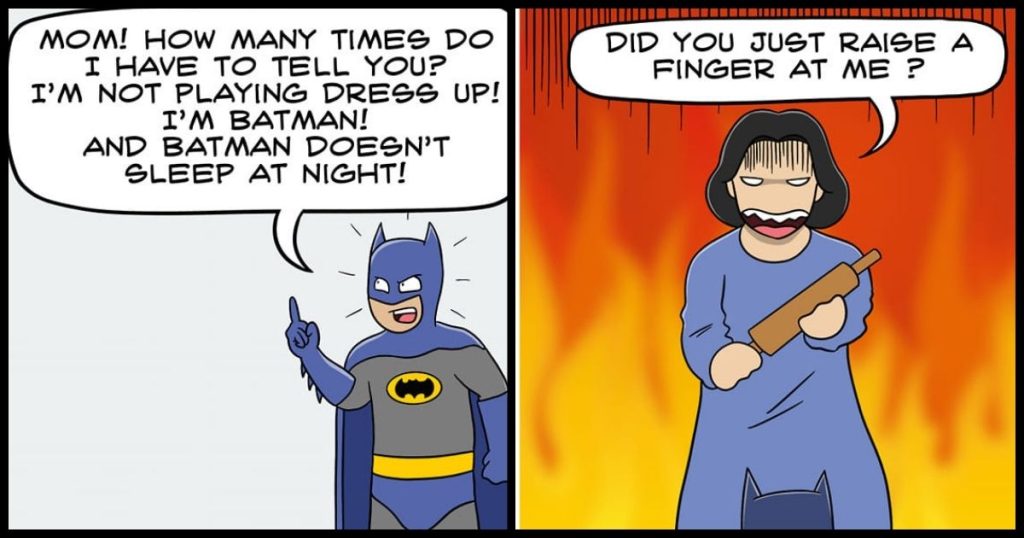 MOM! HOW MANY TIMES DO
I HAVE TO TELL YOU?
I'M NOT PLAYING DRESS UP!
I'M BATMAN!
AND BATMAN DOESN'T
SLEEP AT NIGHT!
DID YOU JUST RAISE A
FINGER AT ME ?